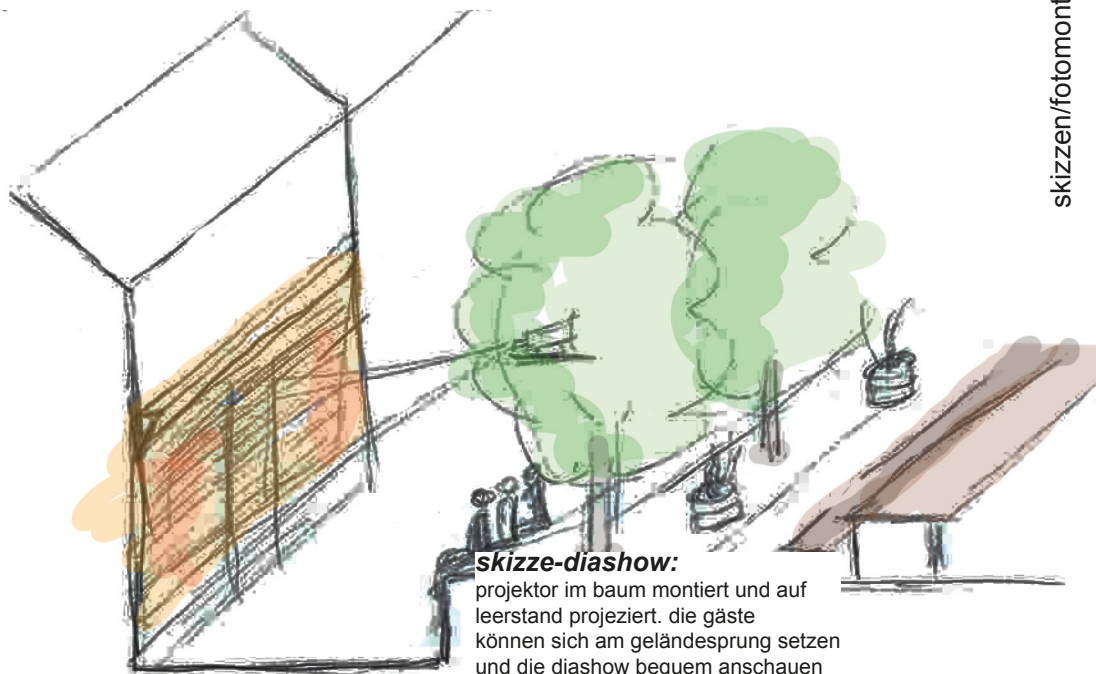 skizzen/fotomont
skizze-diashow:
projektor im baum montiert und auf
leerstand projeziert. die gäste
können sich am geländesprung setzen
und die diashow bequem anschauen